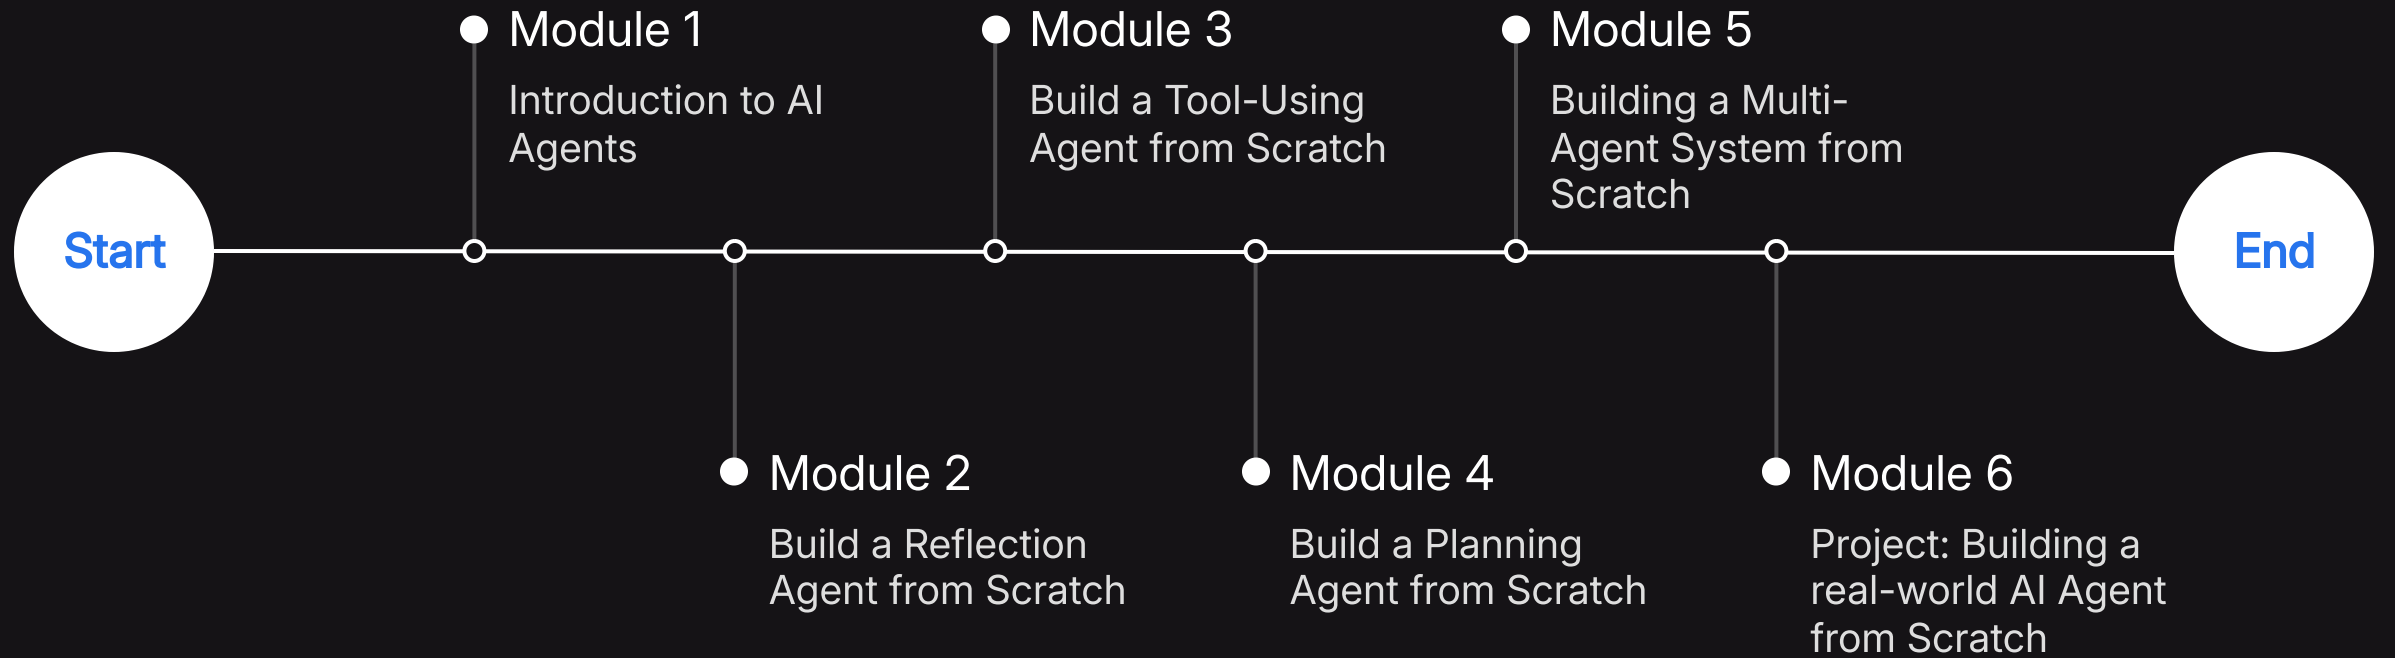 Start
Module 1
Introduction to AI
Agents
Module 2
Build a Reflection
Agent from Scratch
Module 3
Build a Tool-Using
Agent from Scratch
Module 4
Build a Planning
Agent from Scratch
Module 5
Building a Multi-
Agent System from
Scratch
Module 6
Project: Building a
real-world AI Agent
from Scratch
End